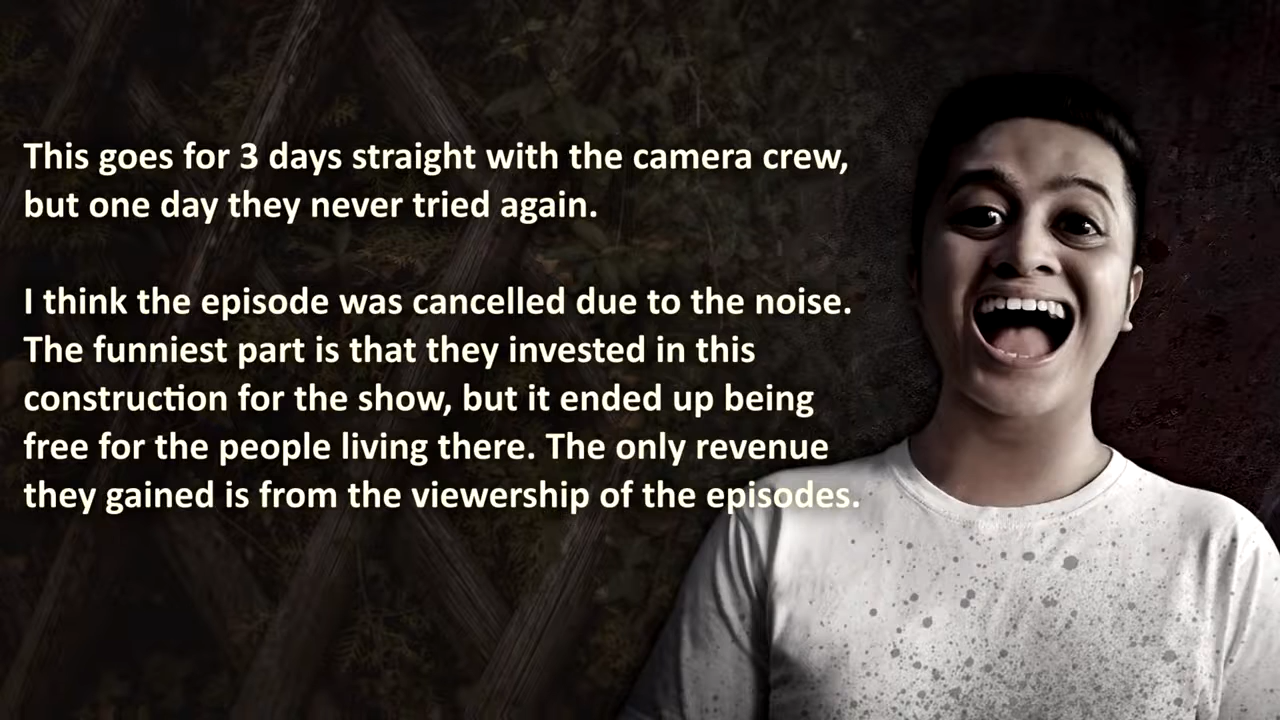 This goes for 3 days straight with the camera crew,
but one day they never tried again.
I think the episode was cancelled due to the noise.
The funniest part is that they invested in this
construction for the show, but it ended up being
free for the people living there. The only revenue
they gained is from the viewership of the episodes.